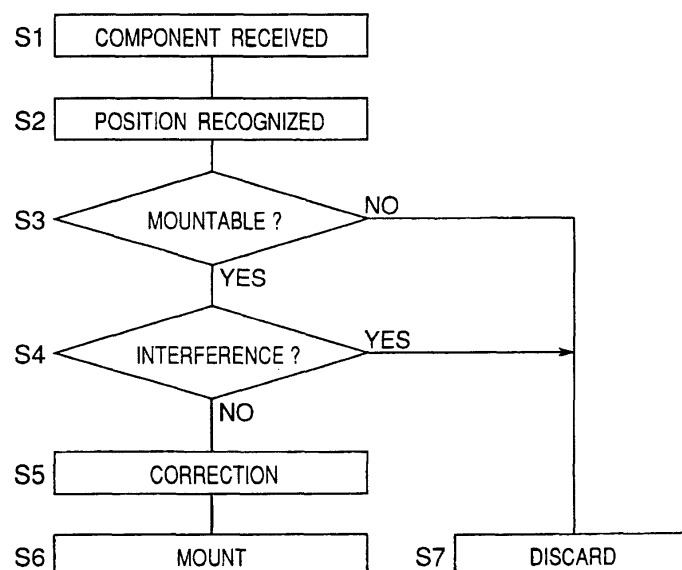 S1 COMPONENT RECEIVED
S2 POSITION RECOGNIZED
S3 MOUNTABLE ? NO
YES
S4 INTERFERENCE ? YES
NO
S5 CORRECTION
S6 MOUNT S7 DISCARD